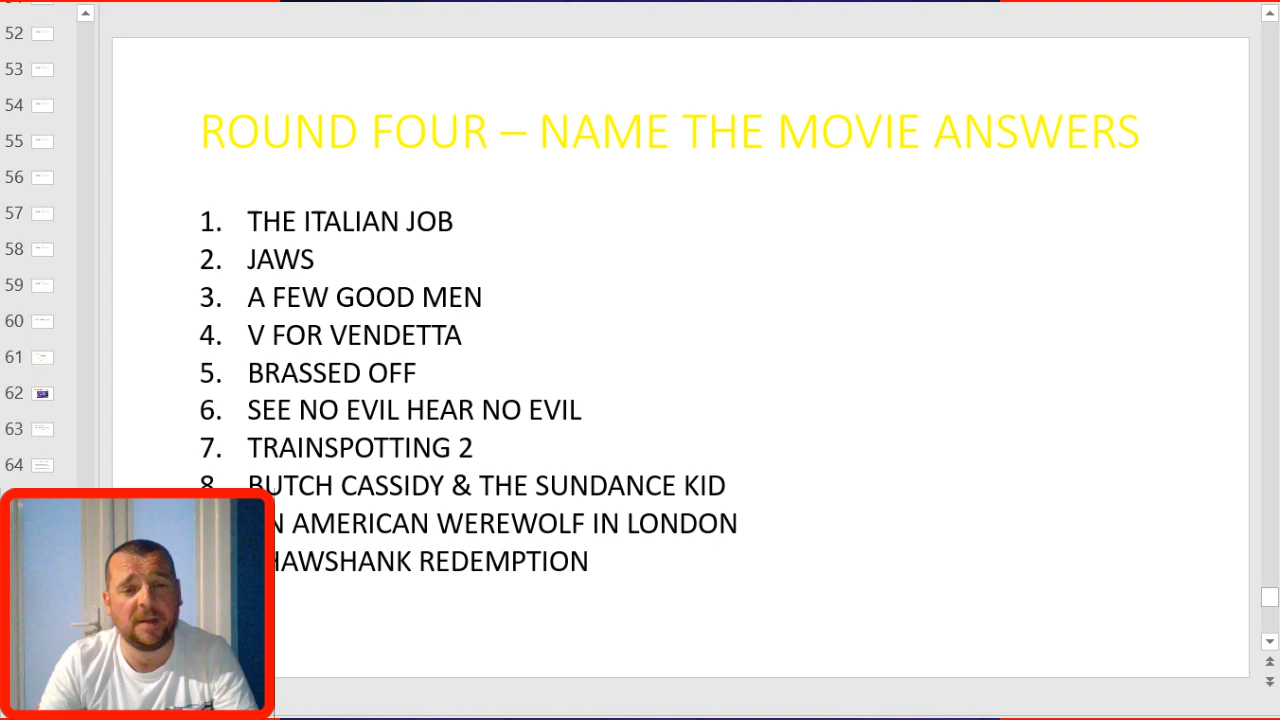 52
53
54
55
56
57
58
59
60
61
62
63
64
ROUND FOUR – NAME THE MOVIE ANSWERS
1. THE ITALIAN JOB
2. JAWS
3. A FEW GOOD MEN
4. V FOR VENDETTA
5. BRASSED OFF
6. SEE NO EVIL HEAR NO EVIL
7. TRAINSPOTTING 2
8. BUTCH CASSIDY & THE SUNDANCE KID
AMERICAN WEREWOLF IN LONDON
REDEMPTION